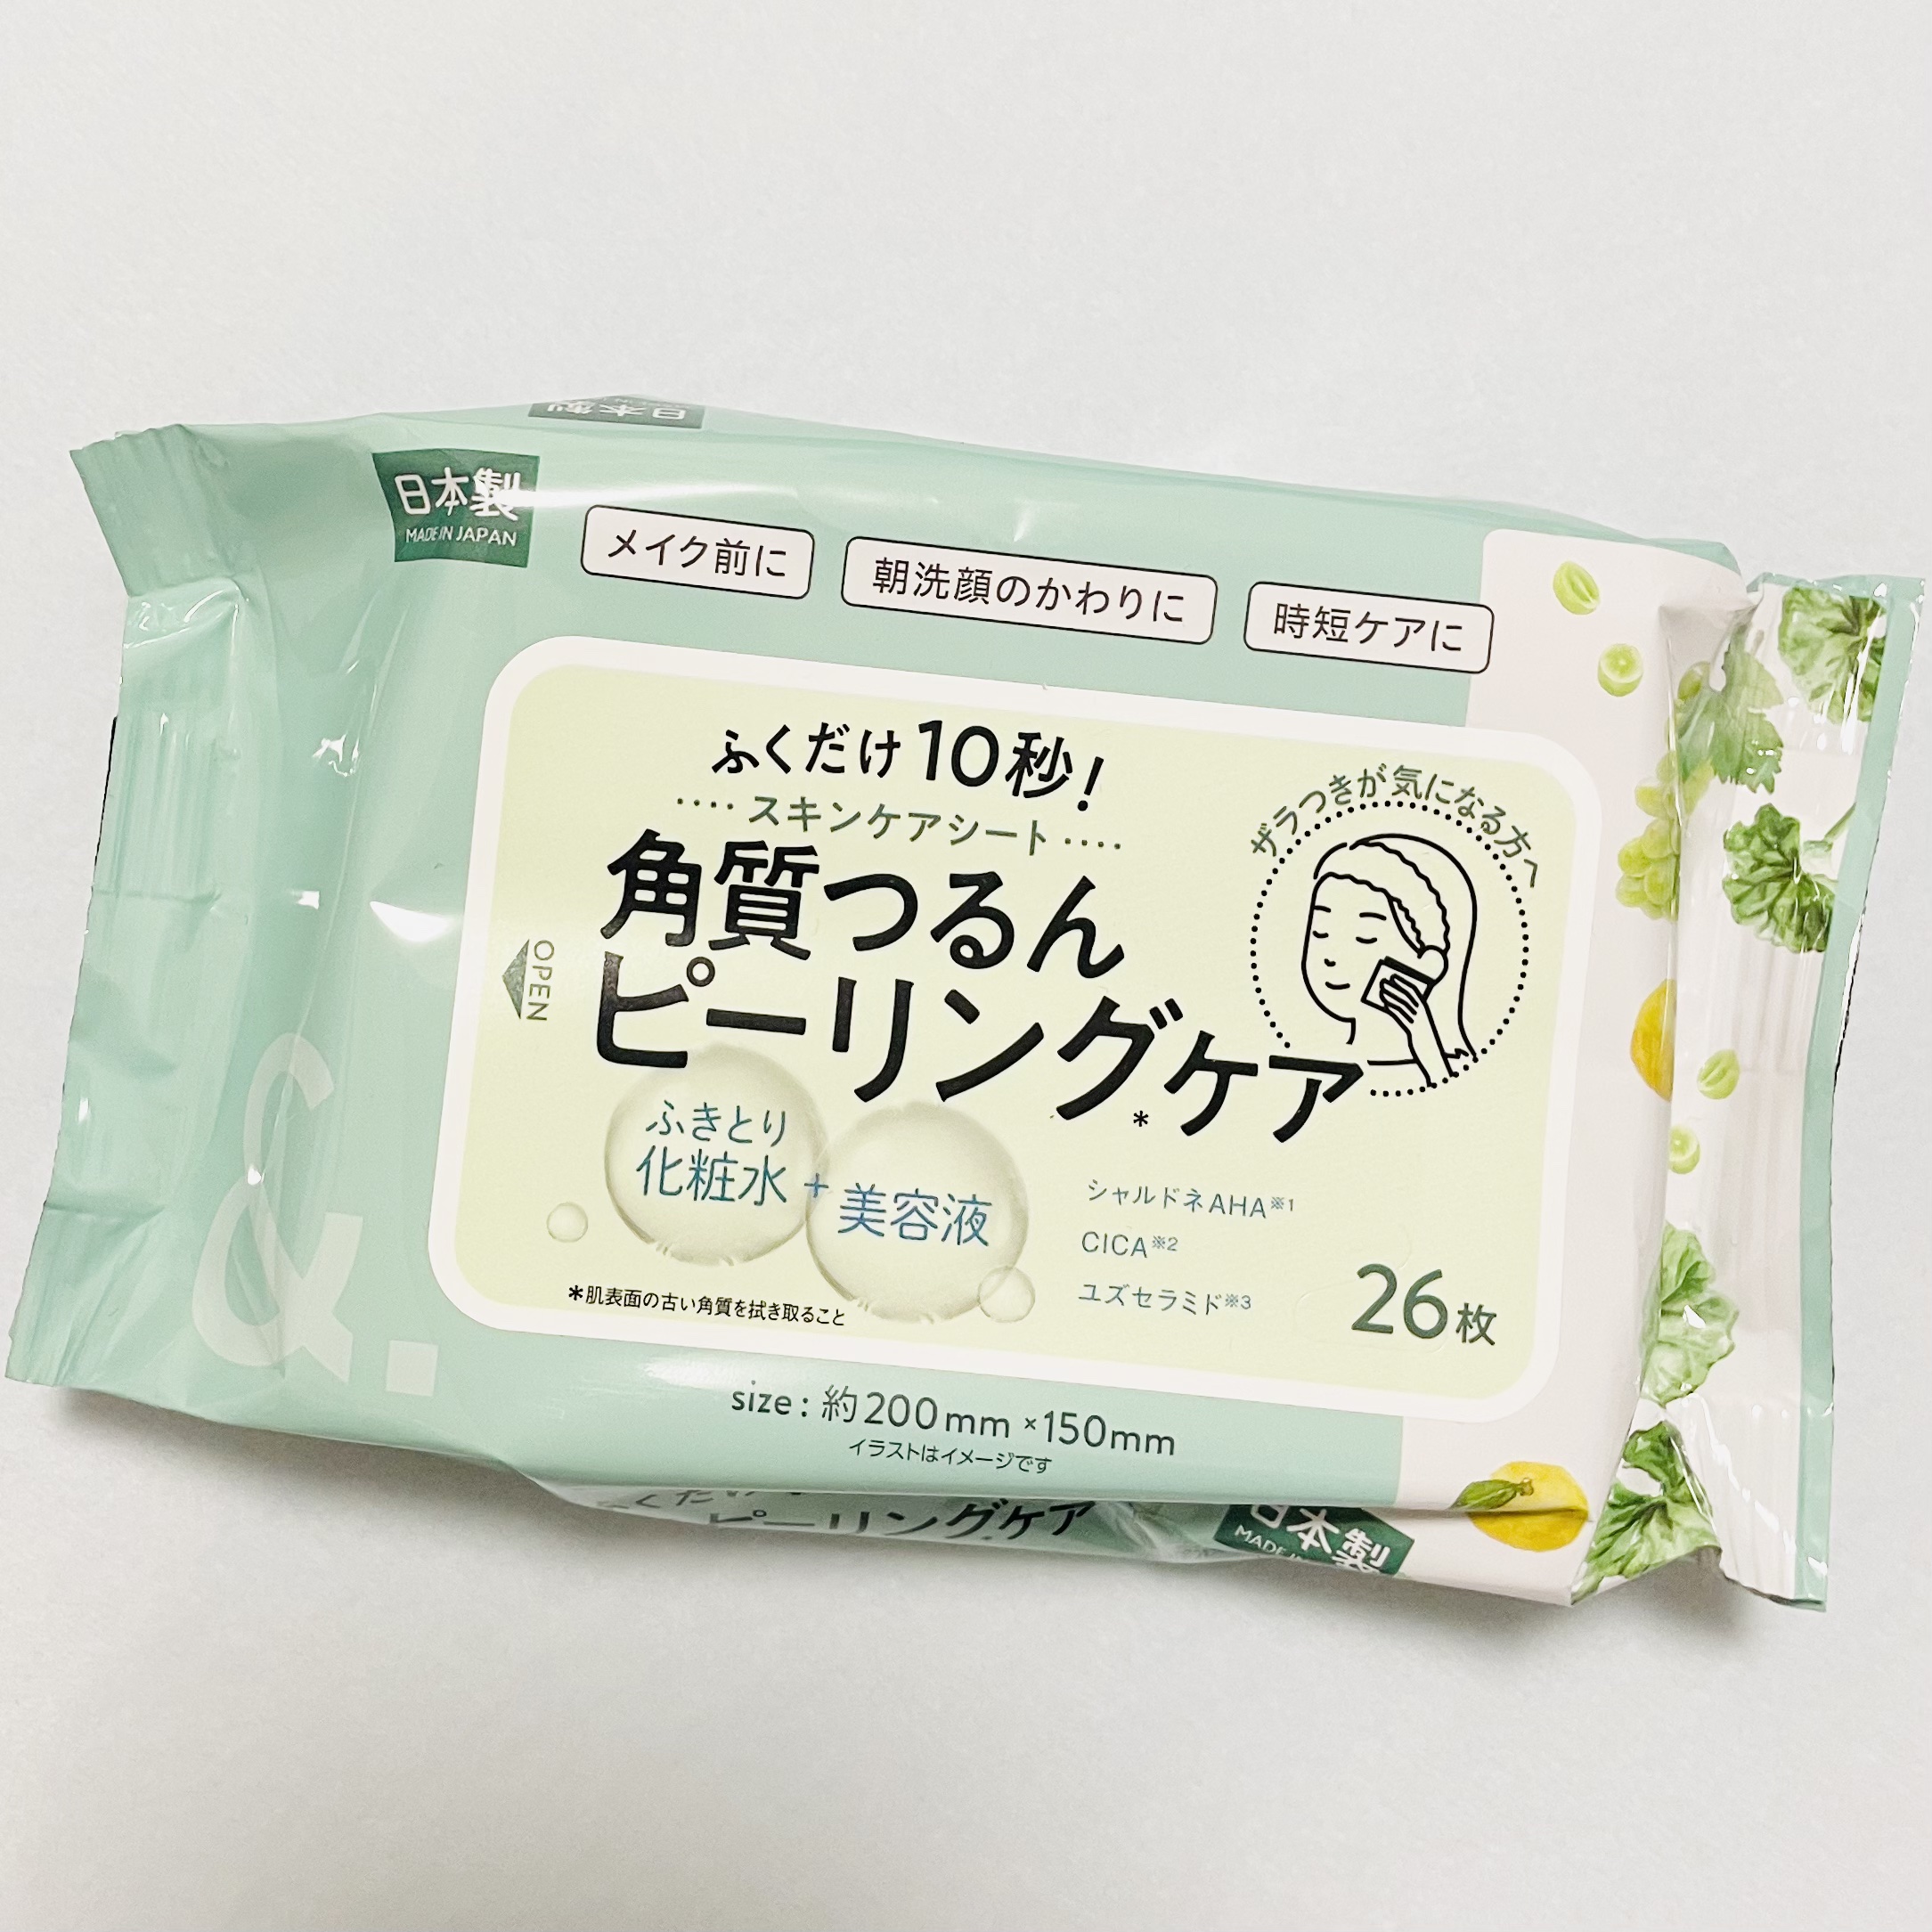 日本製
日本製
MADE IN JAPAN
メイク前に
朝洗顔のかわりに
時短ケアに
ふくだけ10秒!
スキンケアシート
角質つるん
ピーリングケア
*
ザラつきが気になる方へ
OPEN
ふきとり
化粧水
+
美容液
シャルドネAHA※1
CICA※2
ユズセラミド※3
26枚
*肌表面の古い角質を拭き取ること
&.
size : 約200mm ×150mm
イラストはイメージです
ピーリングケア
日本製